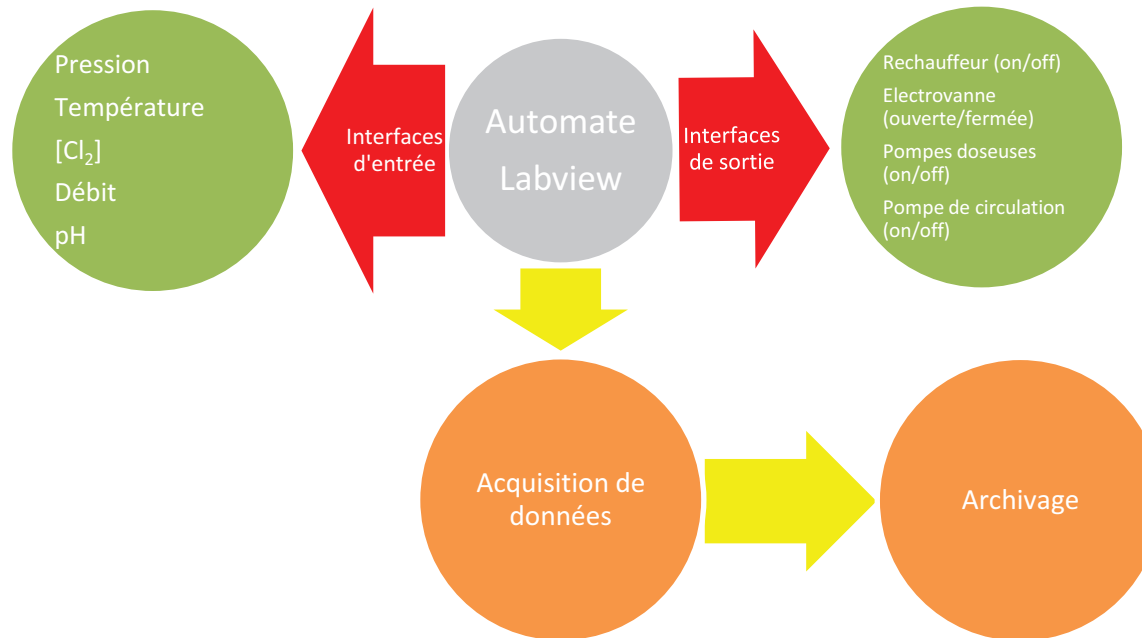 Pression
Température
[Cl₂]
Débit
pH
Interfaces
d'entrée
Automate
Labview
Interfaces
de sortie
Rechauffeur (on/off)
Electrovanne
(ouverte/fermée)
Pompes doseuses
(on/off)
Pompe de circulation
(on/off)
Acquisition de
données
Archivage